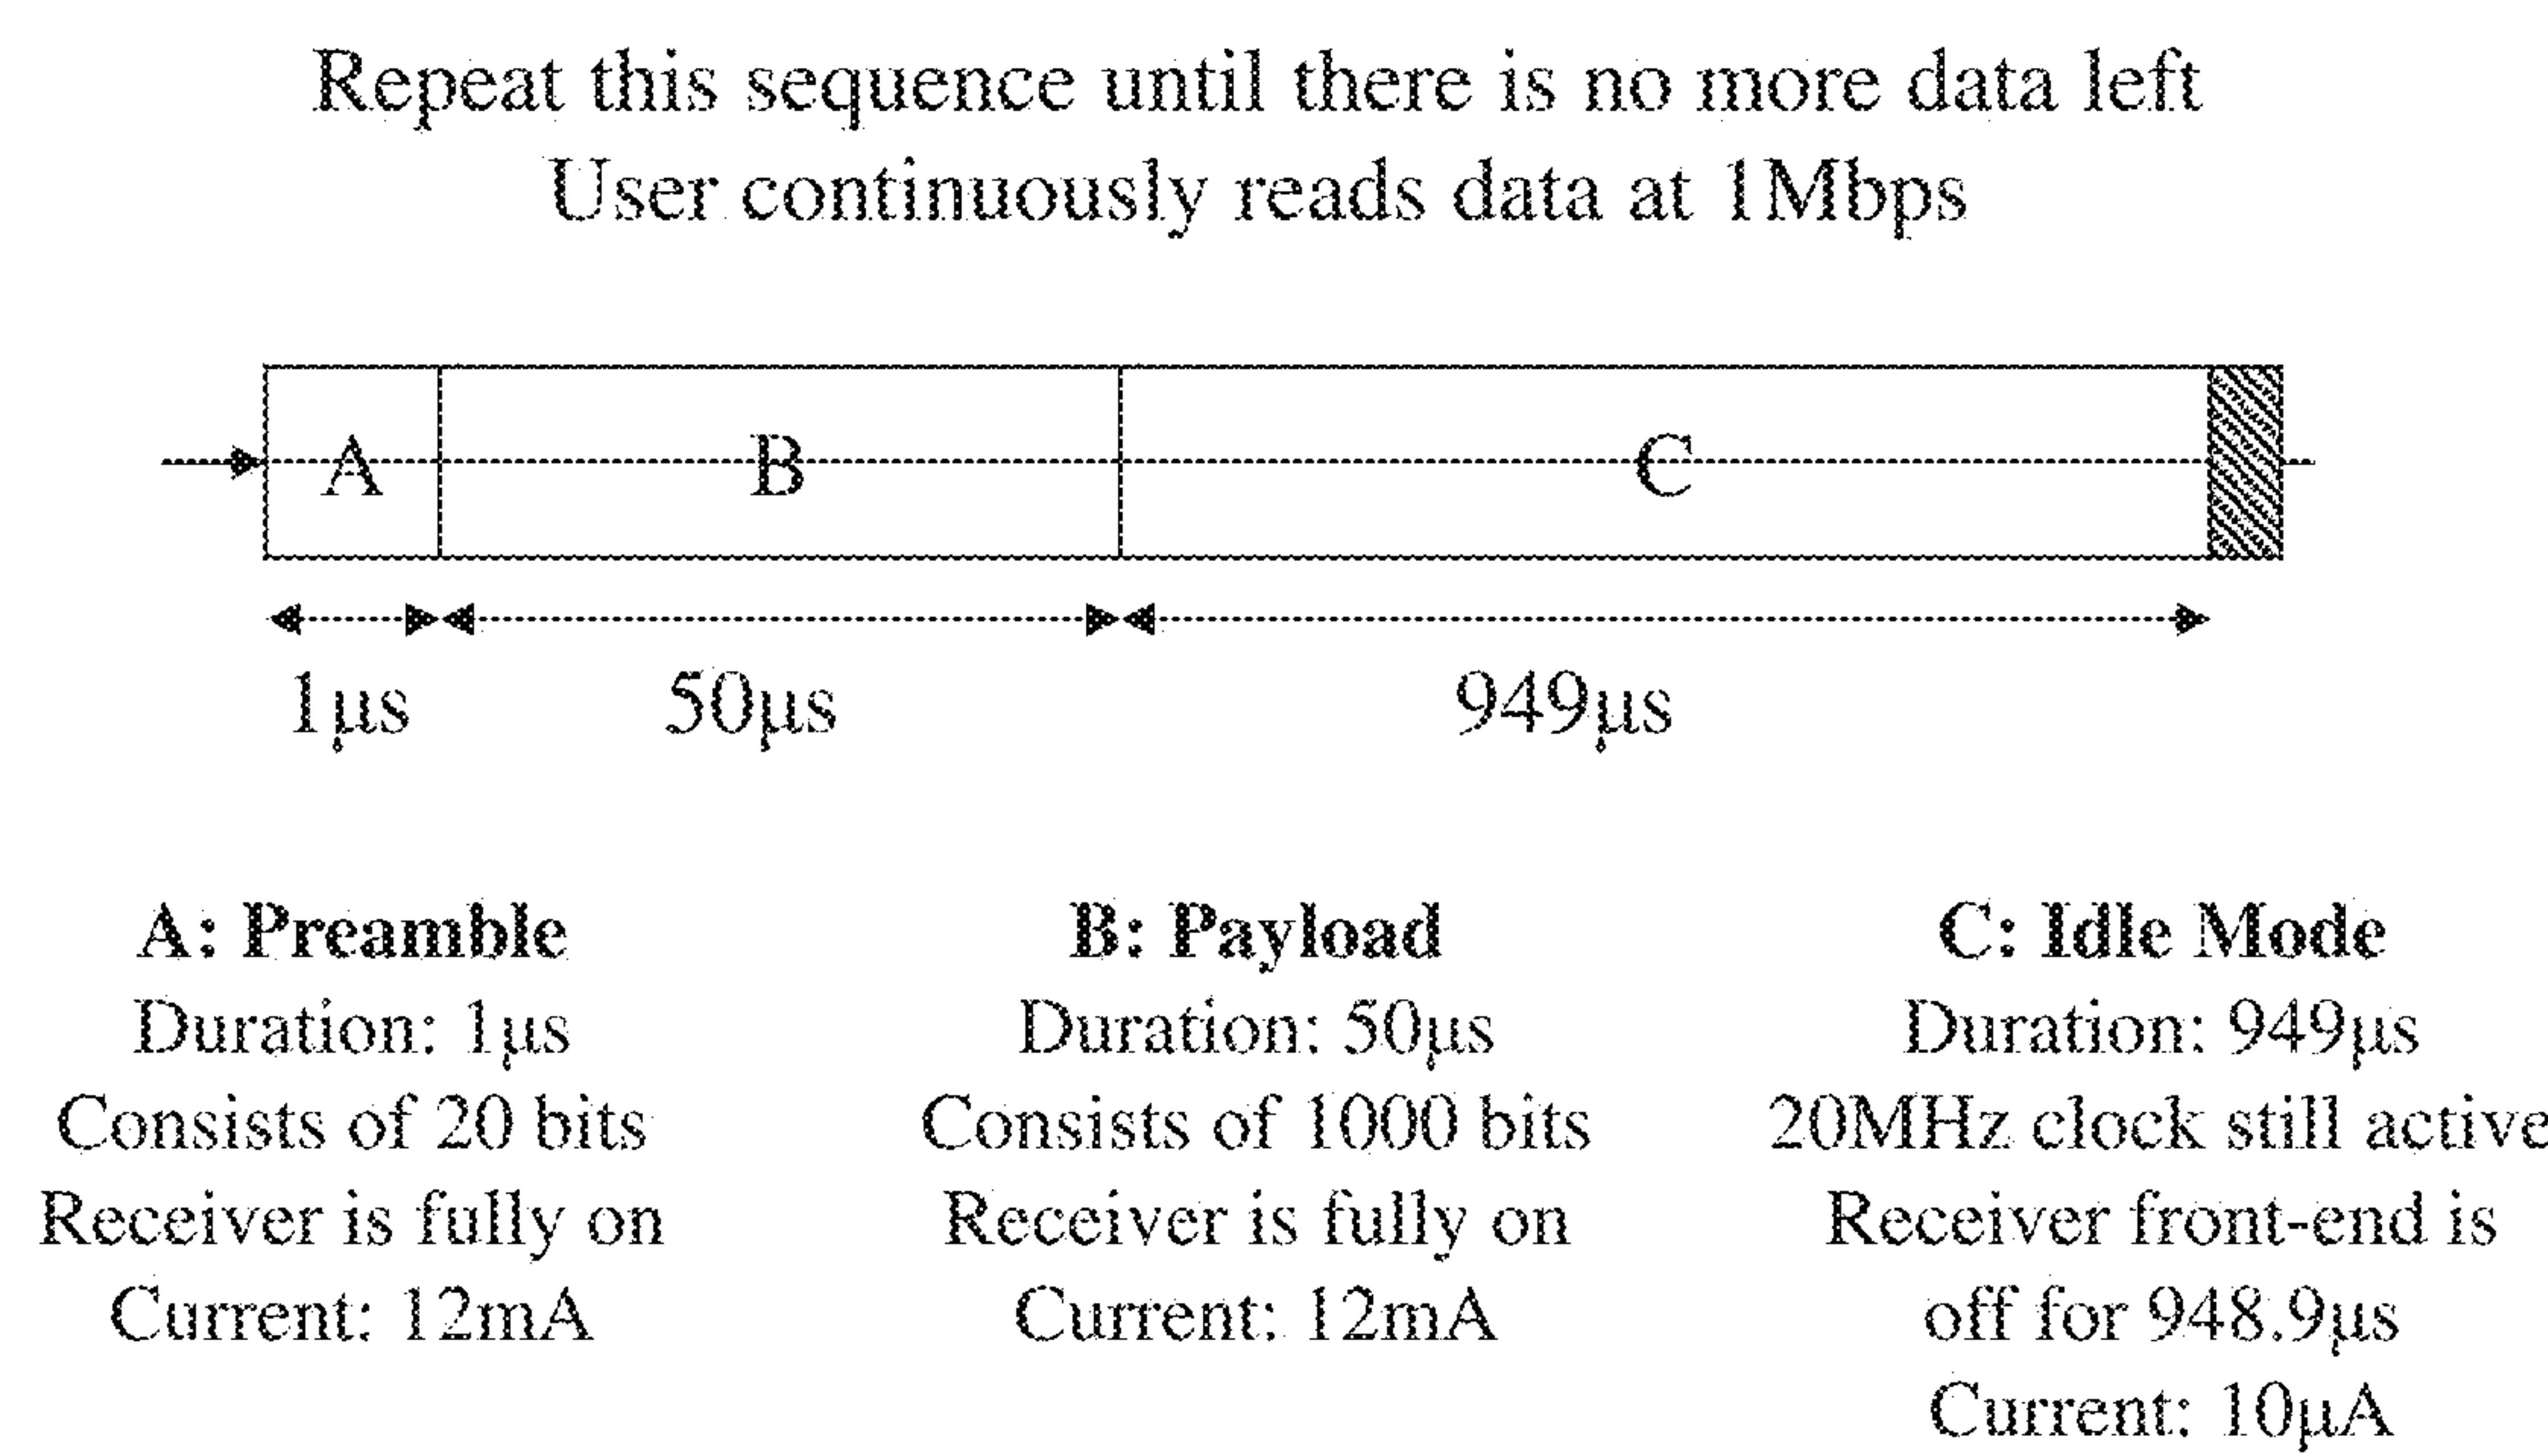 Repeat this sequence until there is no more data left
User continuously reads data at 1Mbps
A
B
C
1μs
50μs
949μs
A: Preamble
Duration: 1μs
Consists of 20 bits
Receiver is fully on
Current: 12mA
B: Payload
Duration: 50μs
Consists of 1000 bits
Receiver is fully on
Current: 12mA
C: Idle Mode
Duration: 949μs
20MHz clock still active
Receiver front-end is
off for 948.9μs
Current: 10μA